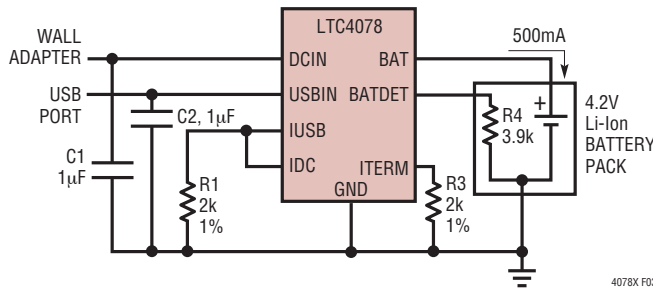 WALL
ADAPTER
USB
PORT
C1
1μF
C2, 1μF
R1
2k
1%
LTC4078
DCIN
USBIN
IUSB
IDC
BAT
BATDET
ITERM
GND
R3
2k
1%
500mA
R4
3.9k
+
4.2V
Li-Ion
BATTERY
PACK
4078X F03